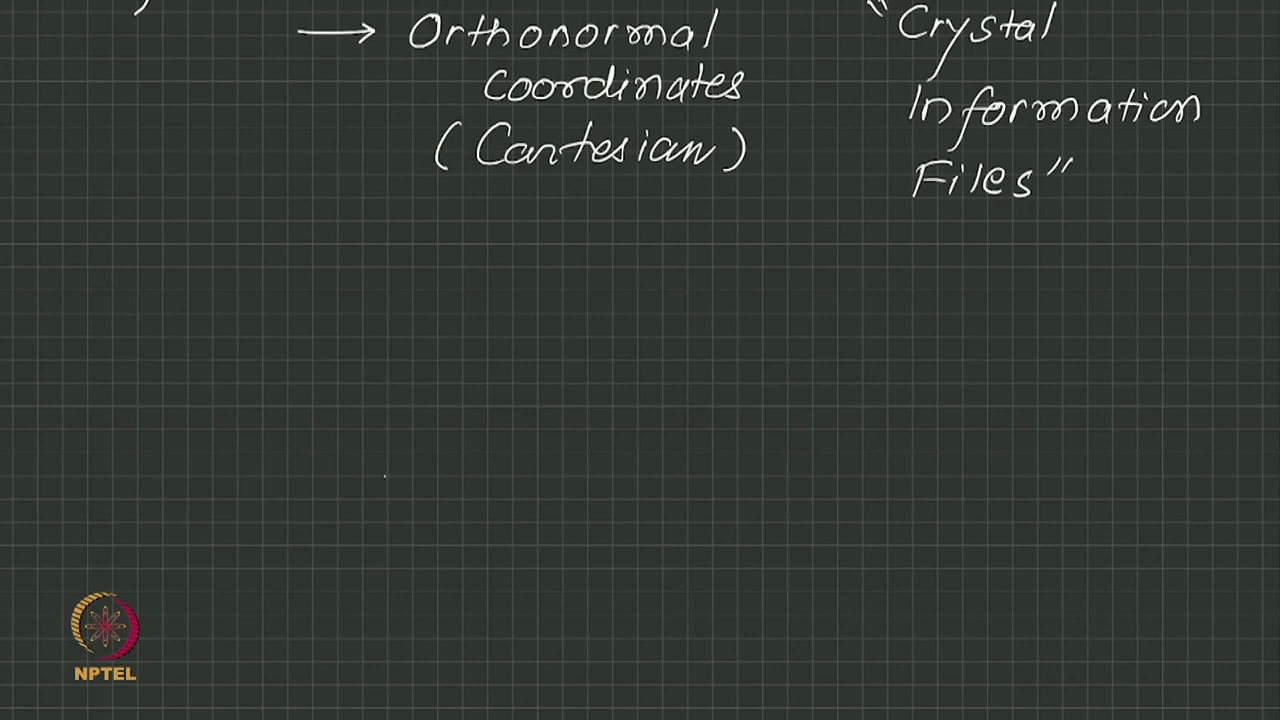 → Orthonormal
coordinates
(Cartesian)
"Crystal
Information
Files"
NPTEL